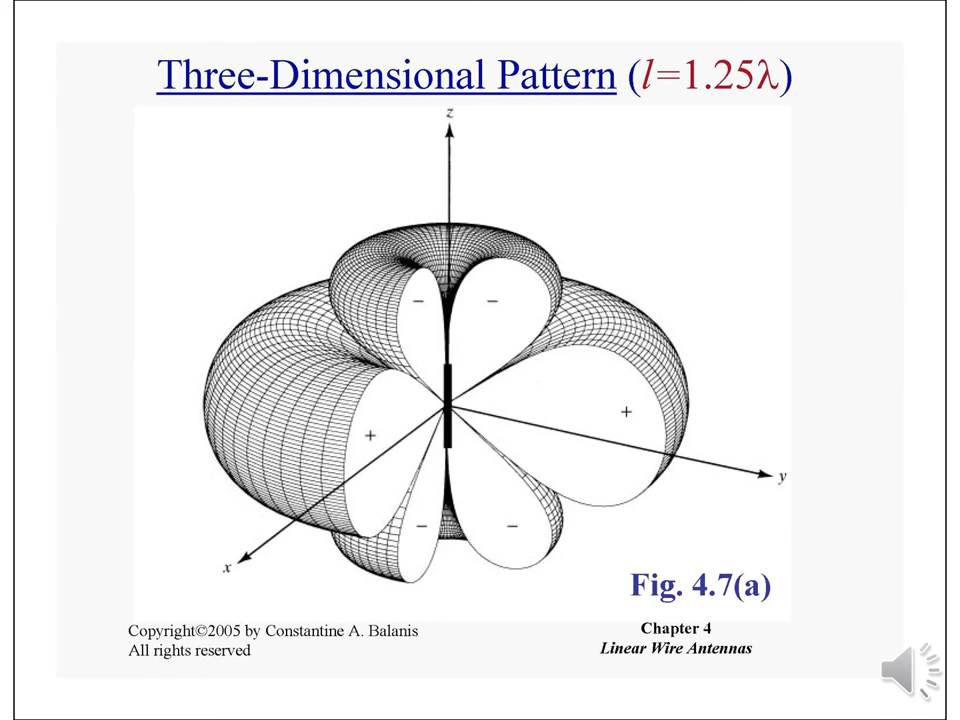 Three-Dimensional Pattern (l=1.25λ)
z
− −
+
+
y
− −
x
Fig. 4.7(a)
Copyright©2005 by Constantine A. Balanis
All rights reserved
Chapter 4
Linear Wire Antennas